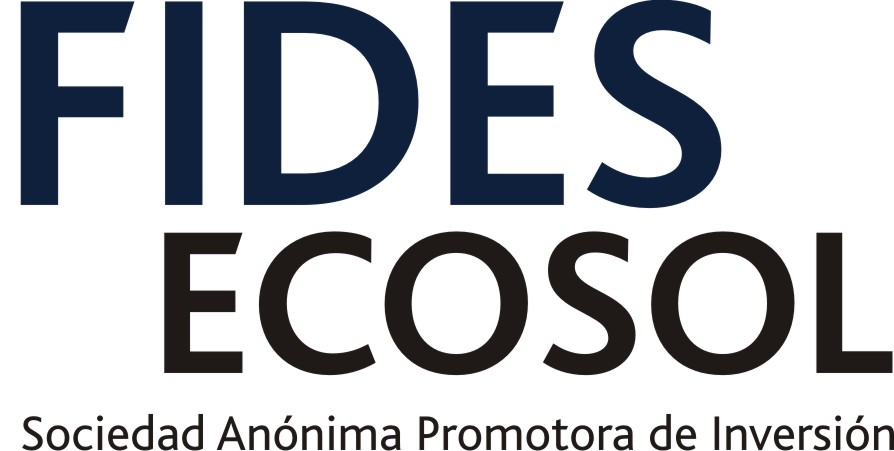 FIDES
ECOSOL
Sociedad Anónima Promotora de Inversión